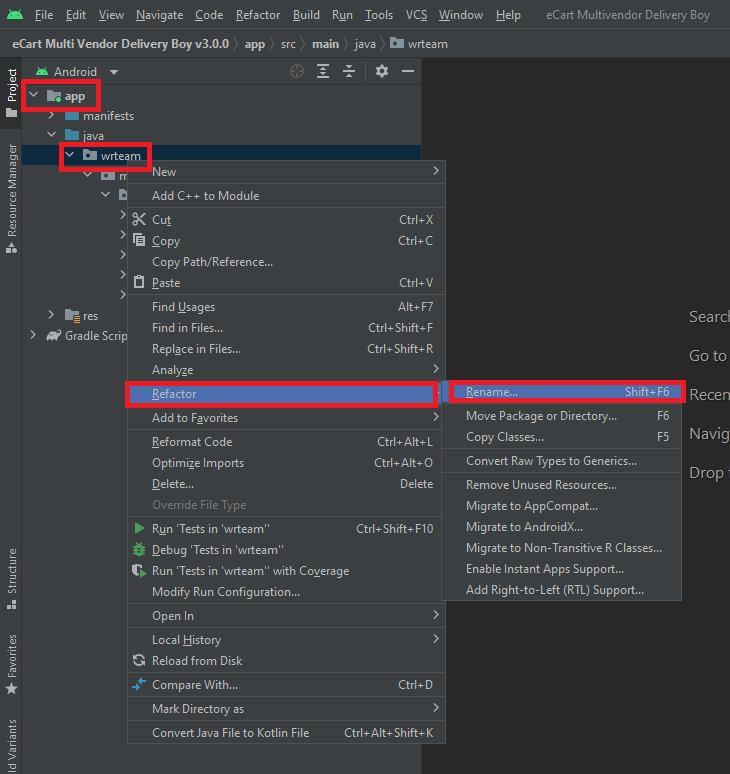 File Edit View Navigate Code Refactor Build Run Tools VCS Window Help eCart Multivendor Delivery Boy
eCart Multi Vendor Delivery Boy v3.0.0 app src main java wrteam
Project
Resource Manager
Structure
Favorites
Android
app
manifests
java
wrteam
m
res
Gradle Scrip
New
Add C++ to Module
Cut Ctrl+X
Copy Ctrl+C
Copy Path/Reference...
Paste Ctrl+V
Find Usages Alt+F7
Find in Files... Ctrl+Shift+F
Replace in Files... Ctrl+Shift+R
Analyze
Refactor
Add to Favorites
Reformat Code Ctrl+Alt+L
Optimize Imports Ctrl+Alt+O
Delete... Delete
Override File Type
Run 'Tests in 'wrteam'' Ctrl+Shift+F10
Debug 'Tests in 'wrteam''
Run 'Tests in 'wrteam'' with Coverage
Modify Run Configuration...
Open In
Local History
Reload from Disk
Compare With... Ctrl+D
Mark Directory as
Convert Java File to Kotlin File Ctrl+Alt+Shift+K
Rename... Shift+F6
Move Package or Directory... F6
Copy Classes... F5
Convert Raw Types to Generics...
Remove Unused Resources...
Migrate to AppCompat...
Migrate to AndroidX...
Migrate to Non-Transitive R Classes...
Enable Instant Apps Support...
Add Right-to-Left (RTL) Support...
Searc
Go to
Recen
Navig
Drop
ld Variants